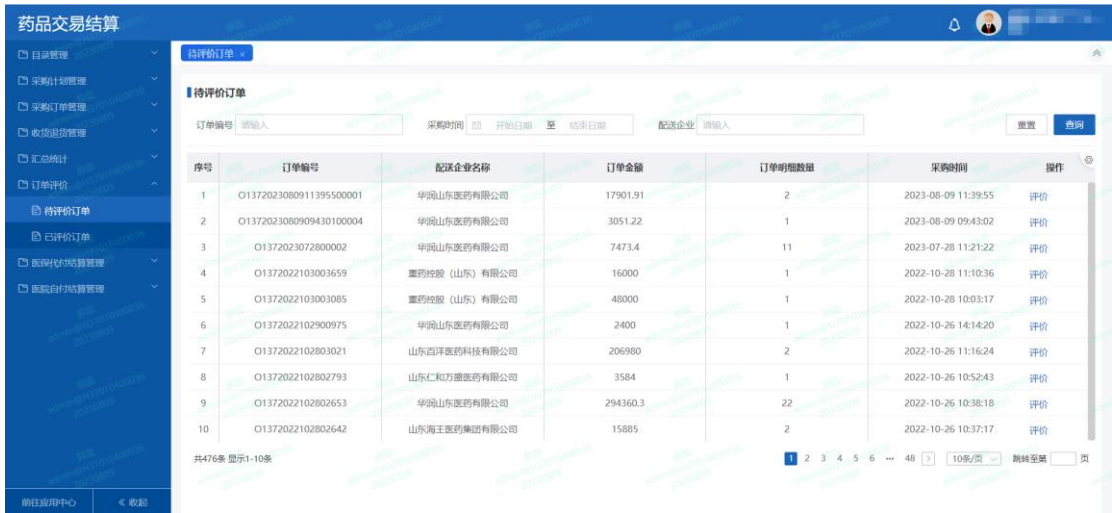 药品交易结算
目录管理
采购计划管理
采购订单管理
收货退货管理
汇总统计
订单评价
待评价订单
已评价订单
医保代付结算管理
医院自付结算管理
前往应用中心 《 收起
待评价订单 ×
待评价订单
订单编号 请输入 采购时间 开始日期 至 结束日期 配送企业 请输入 重置 查询
序号 订单编号 配送企业名称 订单金额 订单明细数量 采购时间 操作
1 O1372023080911395500001 华润山东医药有限公司 17901.91 2 2023-08-09 11:39:55 评价
2 O1372023080909430100004 华润山东医药有限公司 3051.22 1 2023-08-09 09:43:02 评价
3 O1372023072800002 华润山东医药有限公司 7473.4 11 2023-07-28 11:21:22 评价
4 O13720221030036​59 重药控股（山东）有限公司 16000 1 2022-10-28 11:10:36 评价
5 O1372022103003085 重药控股（山东）有限公司 48000 1 2022-10-28 10:03:17 评价
6 O1372022102900975 华润山东医药有限公司 2400 1 2022-10-26 14:14:20 评价
7 O1372022102803021 山东百洋医药科技有限公司 206980 2 2022-10-26 11:16:24 评价
8 O1372022102802793 山东仁和万盛医药有限公司 3584 1 2022-10-26 10:52:43 评价
9 O1372022102802653 华润山东医药有限公司 294360.3 22 2022-10-26 10:38:18 评价
10 O1372022102802642 山东海王医药集团有限公司 15885 2 2022-10-26 10:37:17 评价
共476条 显示1-10条 1 2 3 4 5 6 ··· 48 > 10条/页 跳转至第 页